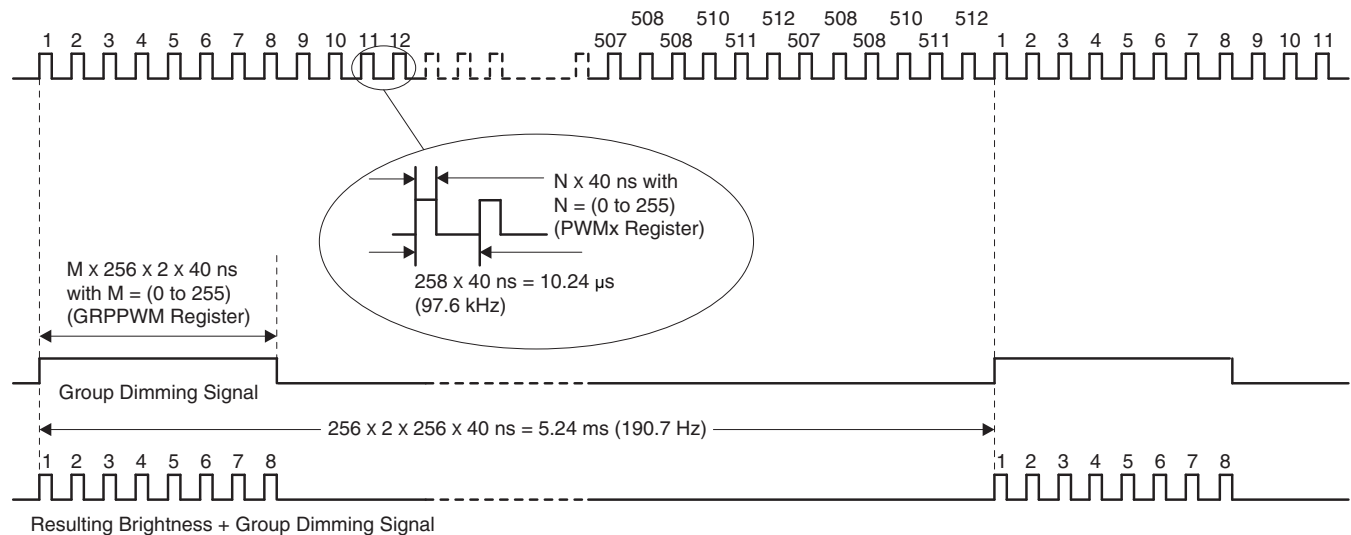 508 510 512 508 510 512
1 2 3 4 5 6 7 8 9 10 11 12 507 508 511 507 508 511 1 2 3 4 5 6 7 8 9 10 11
N x 40 ns with
N = (0 to 255)
(PWMx Register)
258 x 40 ns = 10.24 µs
(97.6 kHz)
M x 256 x 2 x 40 ns
with M = (0 to 255)
(GRPPWM Register)
Group Dimming Signal
256 x 2 x 256 x 40 ns = 5.24 ms (190.7 Hz)
1 2 3 4 5 6 7 8 1 2 3 4 5 6 7 8
Resulting Brightness + Group Dimming Signal